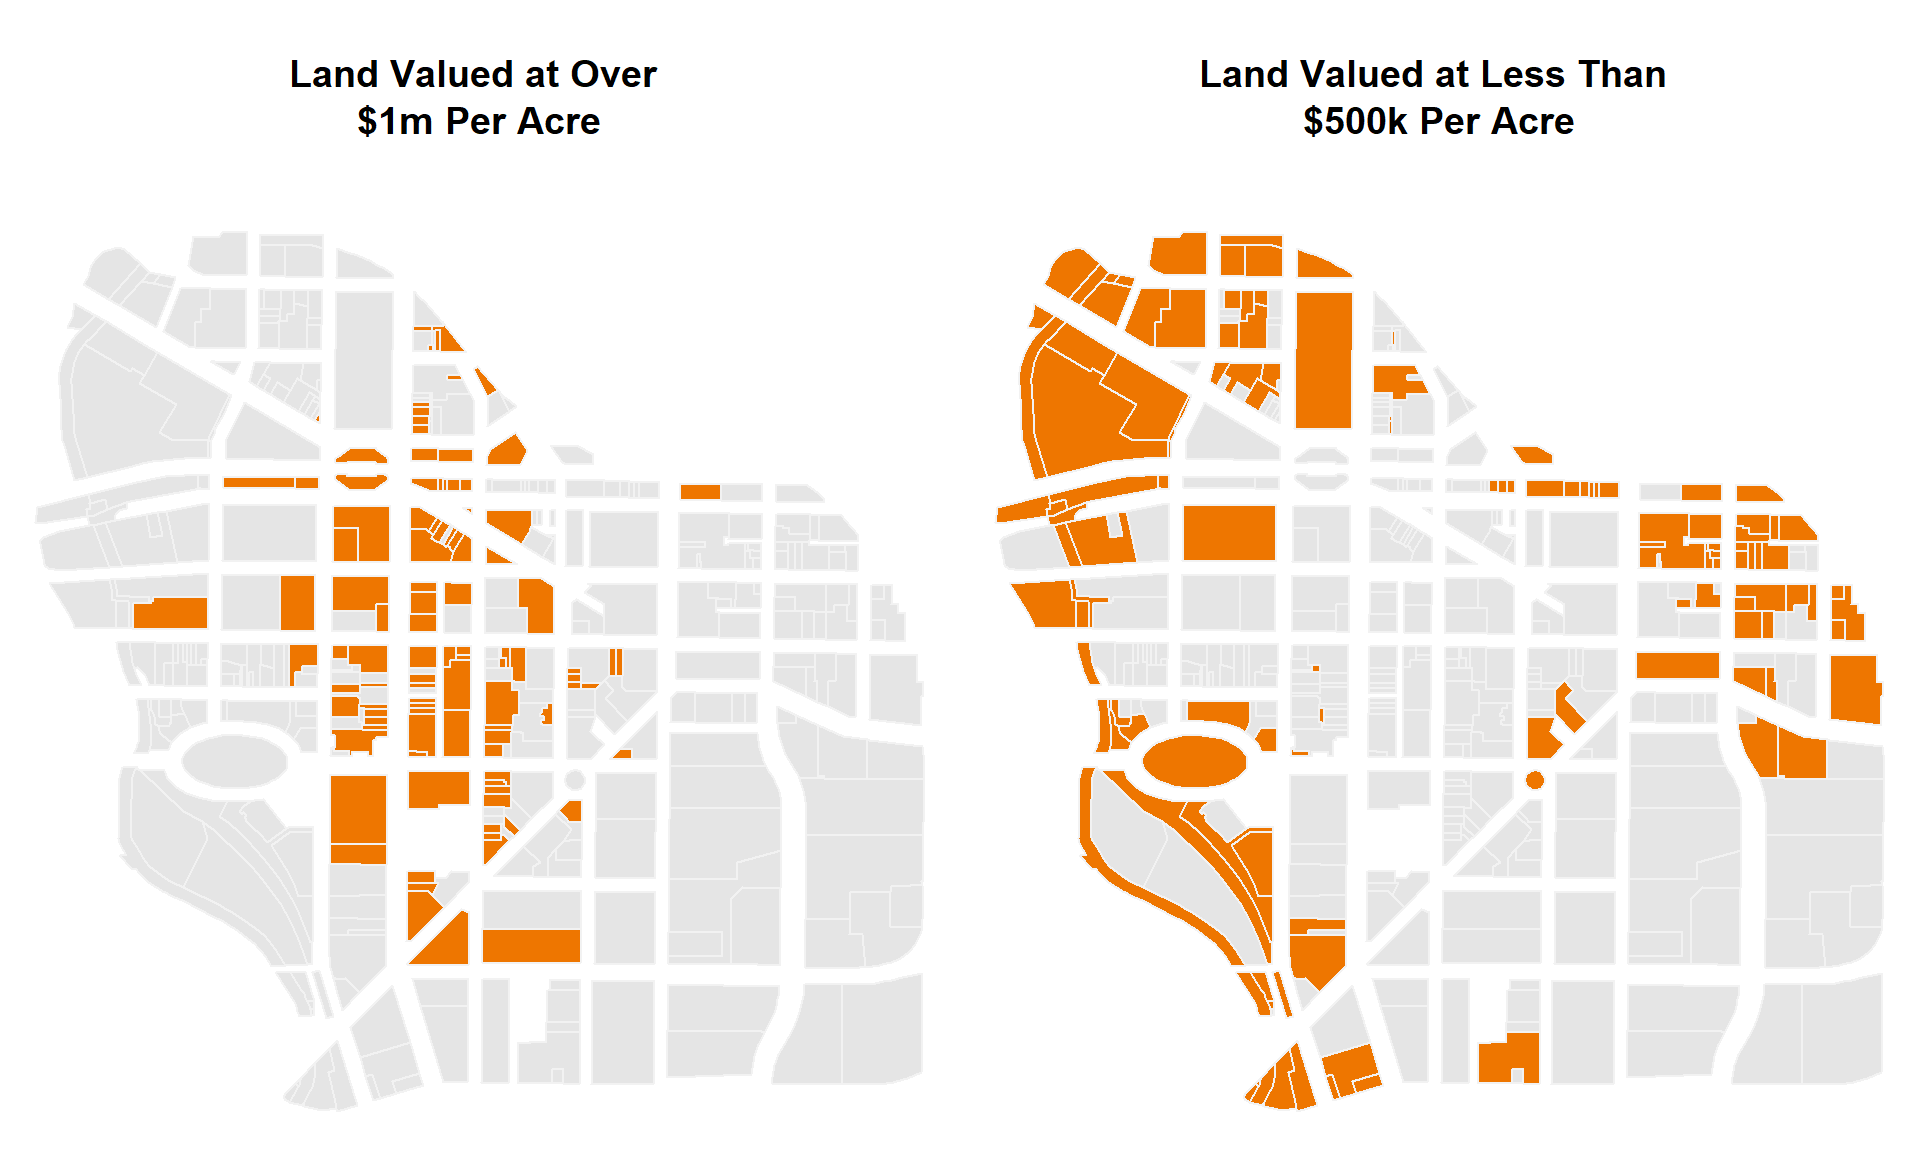 Land Valued at Over
$1m Per Acre
Land Valued at Less Than
$500k Per Acre